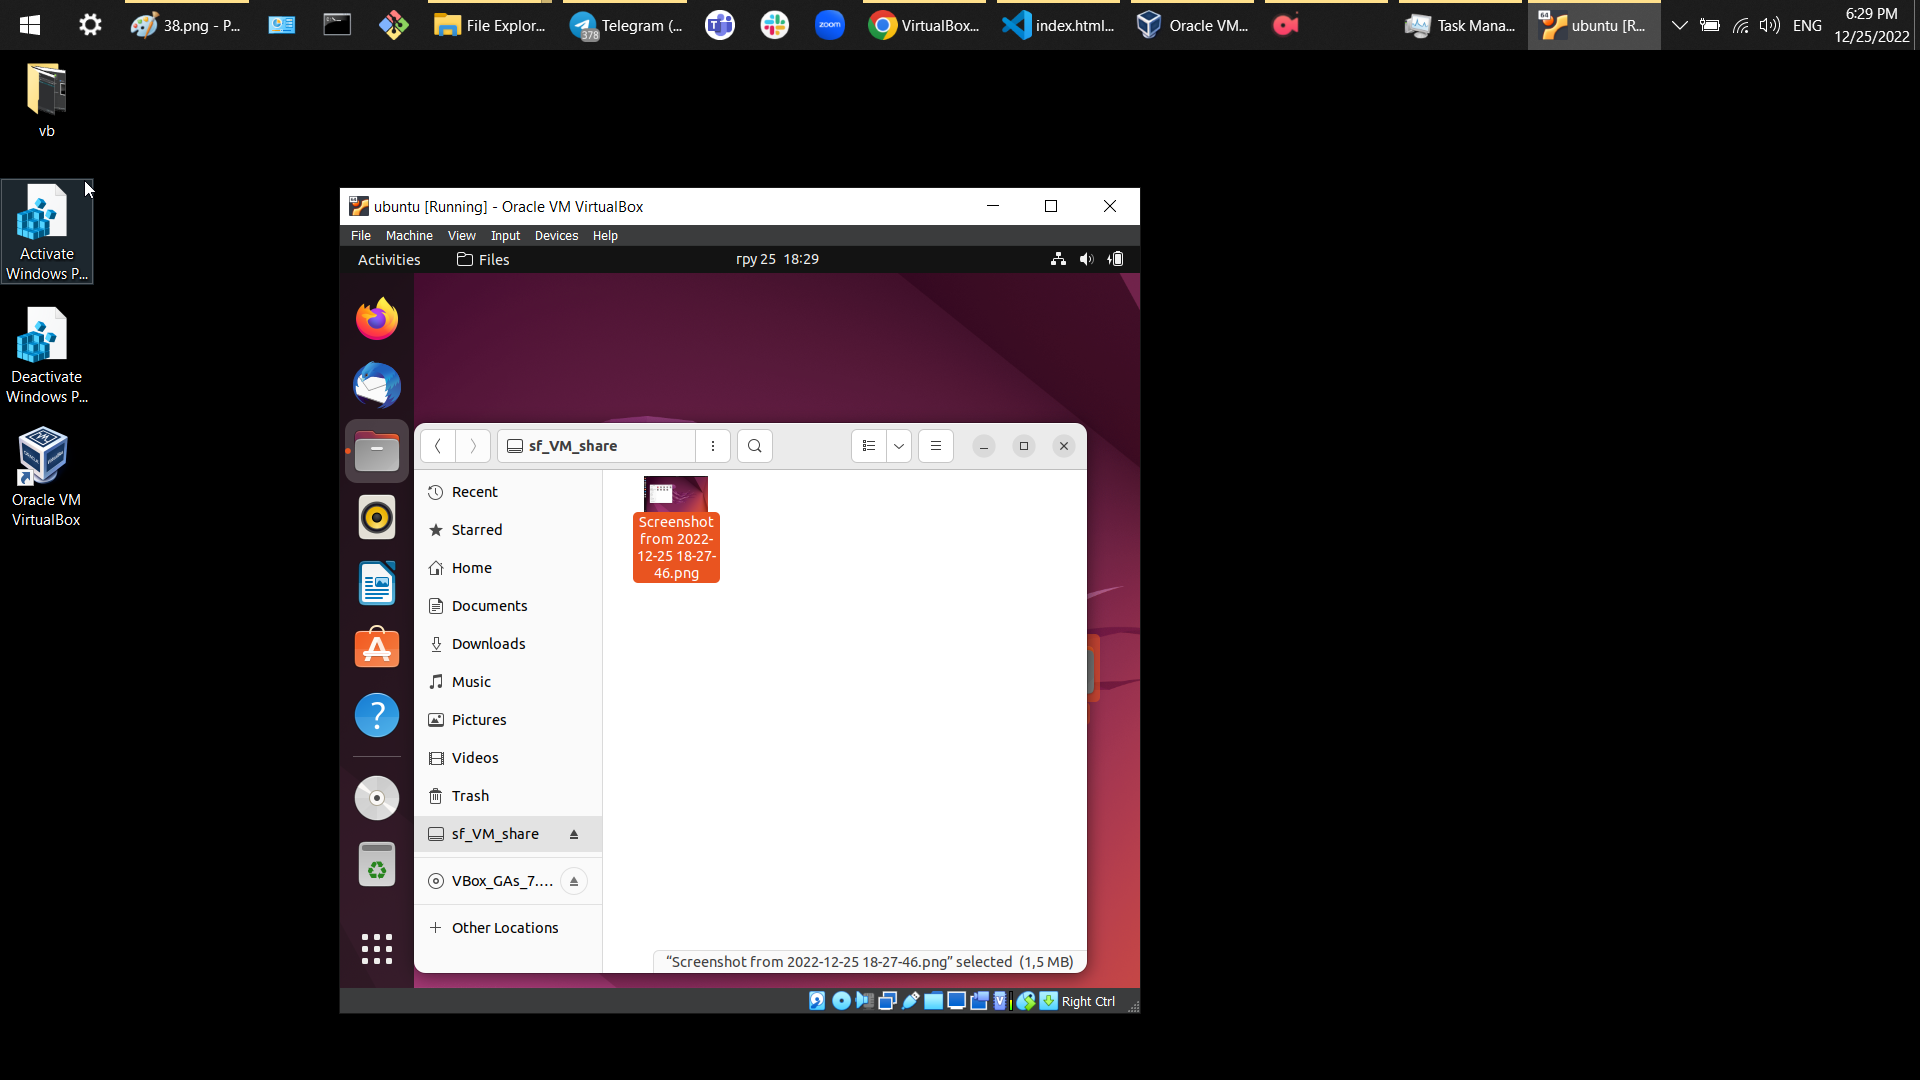 38.png - P...
File Explor...
378
Telegram (...
zoom
VirtualBox...
index.html...
Oracle VM...
Task Mana...
64
ubuntu [R...
ENG
6:29 PM
12/25/2022
vb
Activate
Windows P...
Deactivate
Windows P...
Oracle VM
VirtualBox
ubuntu [Running] - Oracle VM VirtualBox
File Machine View Input Devices Help
Activities Files гру 25 18:29
sf_VM_share
Recent
Starred
Home
Documents
Downloads
Music
Pictures
Videos
Trash
sf_VM_share
VBox_GAs_7....
Other Locations
Screenshot
from 2022-
12-25 18-27-
46.png
“Screenshot from 2022-12-25 18-27-46.png” selected (1,5 MB)
Right Ctrl